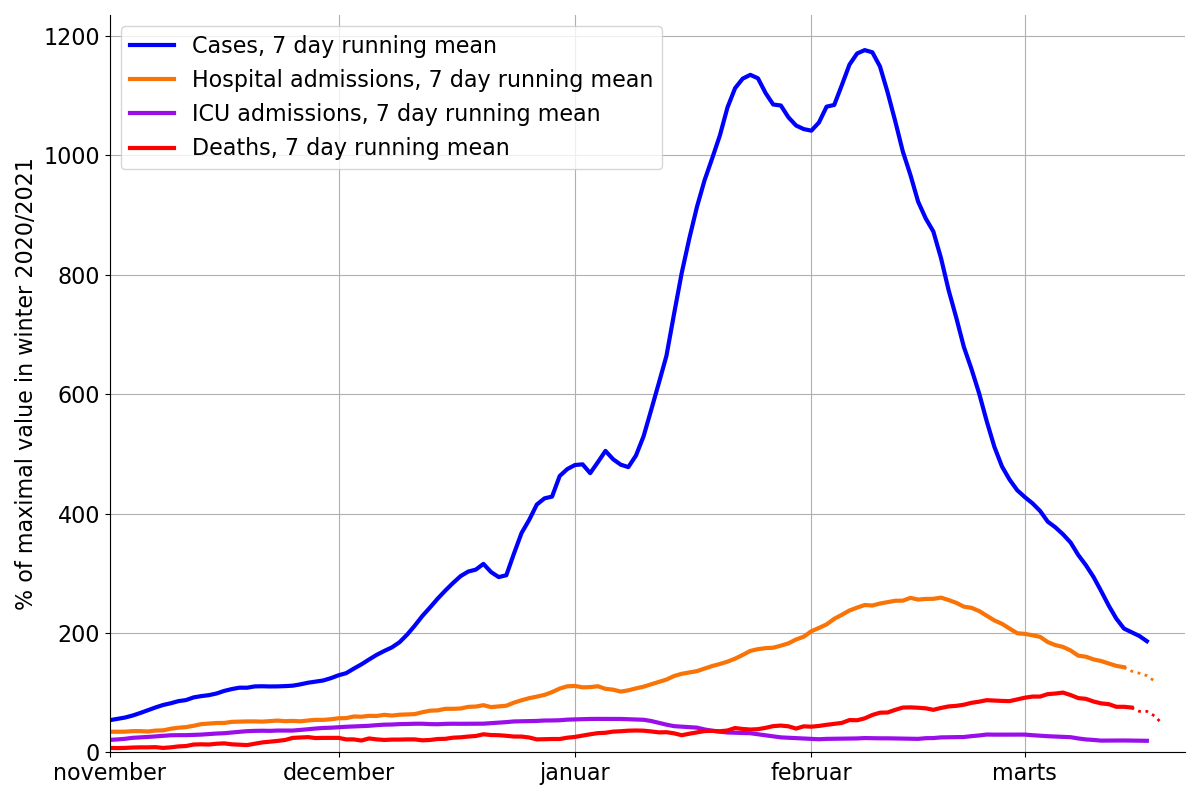 Cases, 7 day running mean
Hospital admissions, 7 day running mean
ICU admissions, 7 day running mean
Deaths, 7 day running mean
% of maximal value in winter 2020/2021
1200
1000
800
600
400
200
0
november december januar februar marts